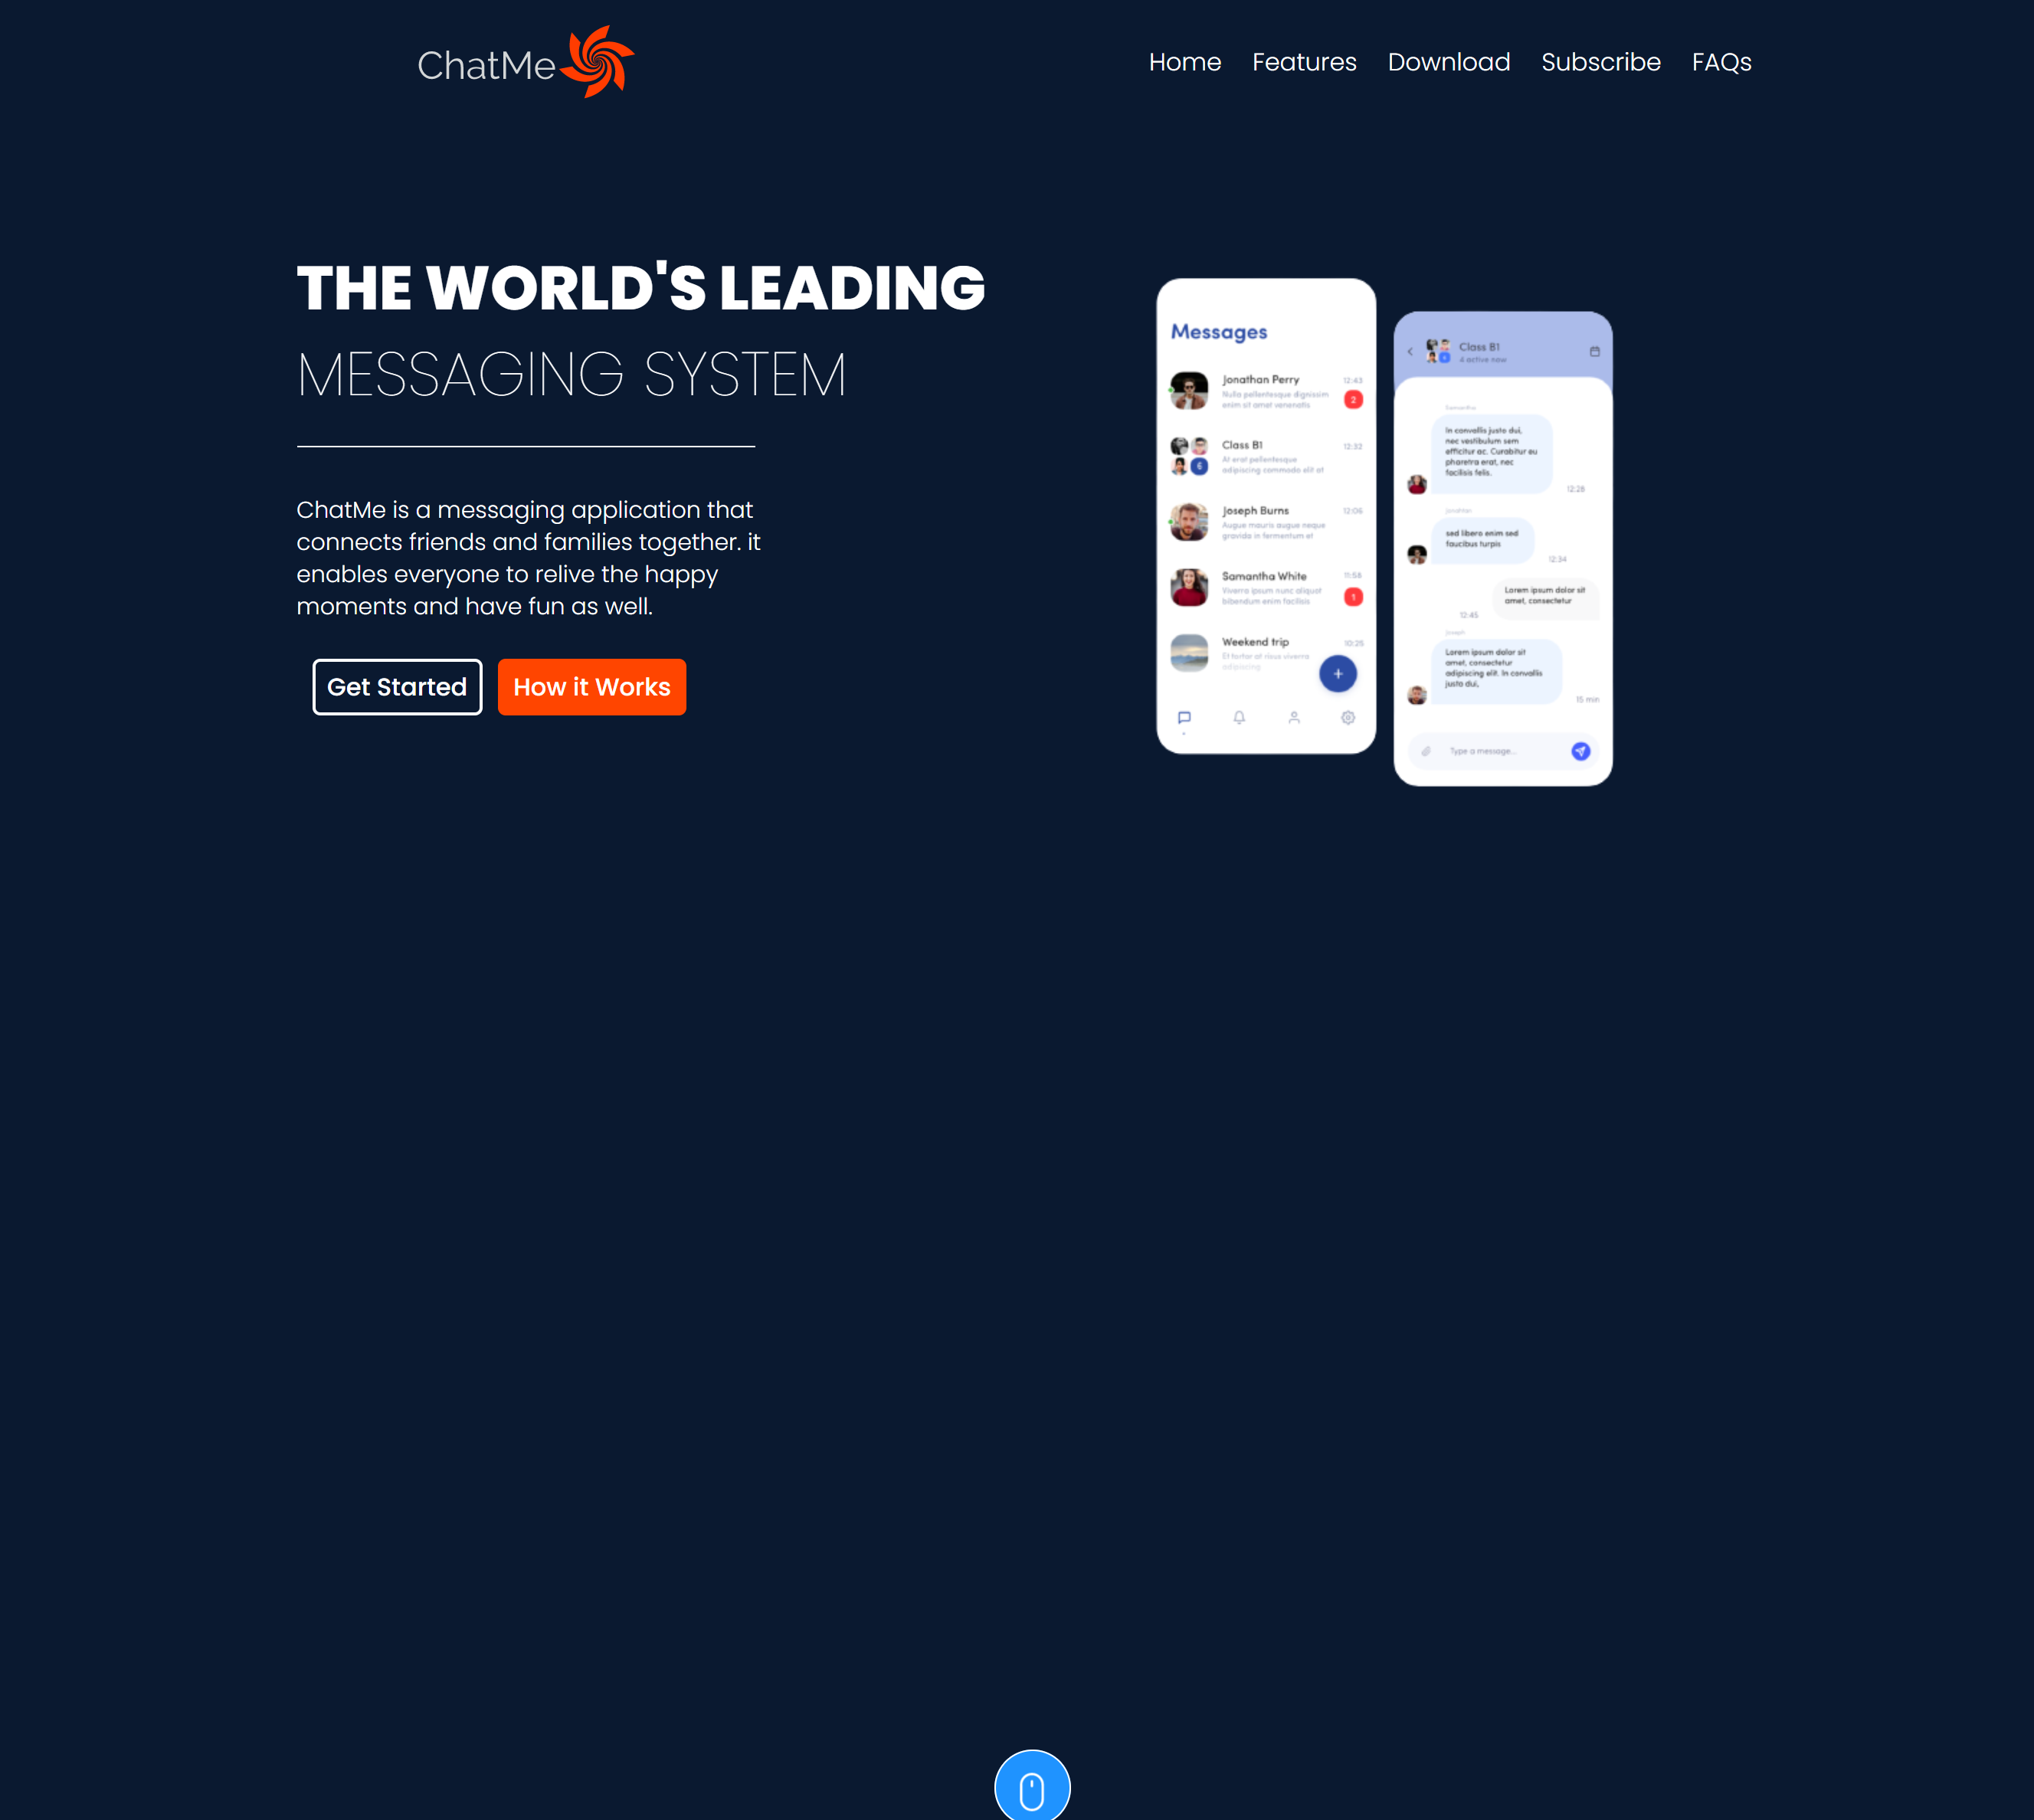 ChatMe
Home Features Download Subscribe FAQs
THE WORLD'S LEADING
MESSAGING SYSTEM
ChatMe is a messaging application that
connects friends and families together. it
enables everyone to relive the happy
moments and have fun as well.
Get Started How it Works
Messages
Jonathan Perry 12:43
Nulla pellentesque dignissim 2
enim sit amet venenatis
Class B1 12:32
At erat pellentesque
6 adipiscing commodo elit at
Joseph Burns 12:06
Augue mauris augue neque
gravida in fermentum et
Samantha White 11:58
Viverra ipsum nunc aliquot 1
bibendum enim facilisis
Weekend trip 10:25
Et tortor at risus viverra
adipiscing
+
Class B1
4 active now
Samantha
In convallis justo dui,
nec vestibulum sem
efficitur ac. Curabitur eu
pharetra erat, nec
facilisis felis.
12:28
Jonathan
sed libero enim sed
faucibus turpis
12:34
Lorem ipsum dolor sit
amet, consectetur
12:45
Joseph
Lorem ipsum dolor sit
amet, consectetur
adipiscing elit. In convallis
justo dui,
15 min
Type a message...